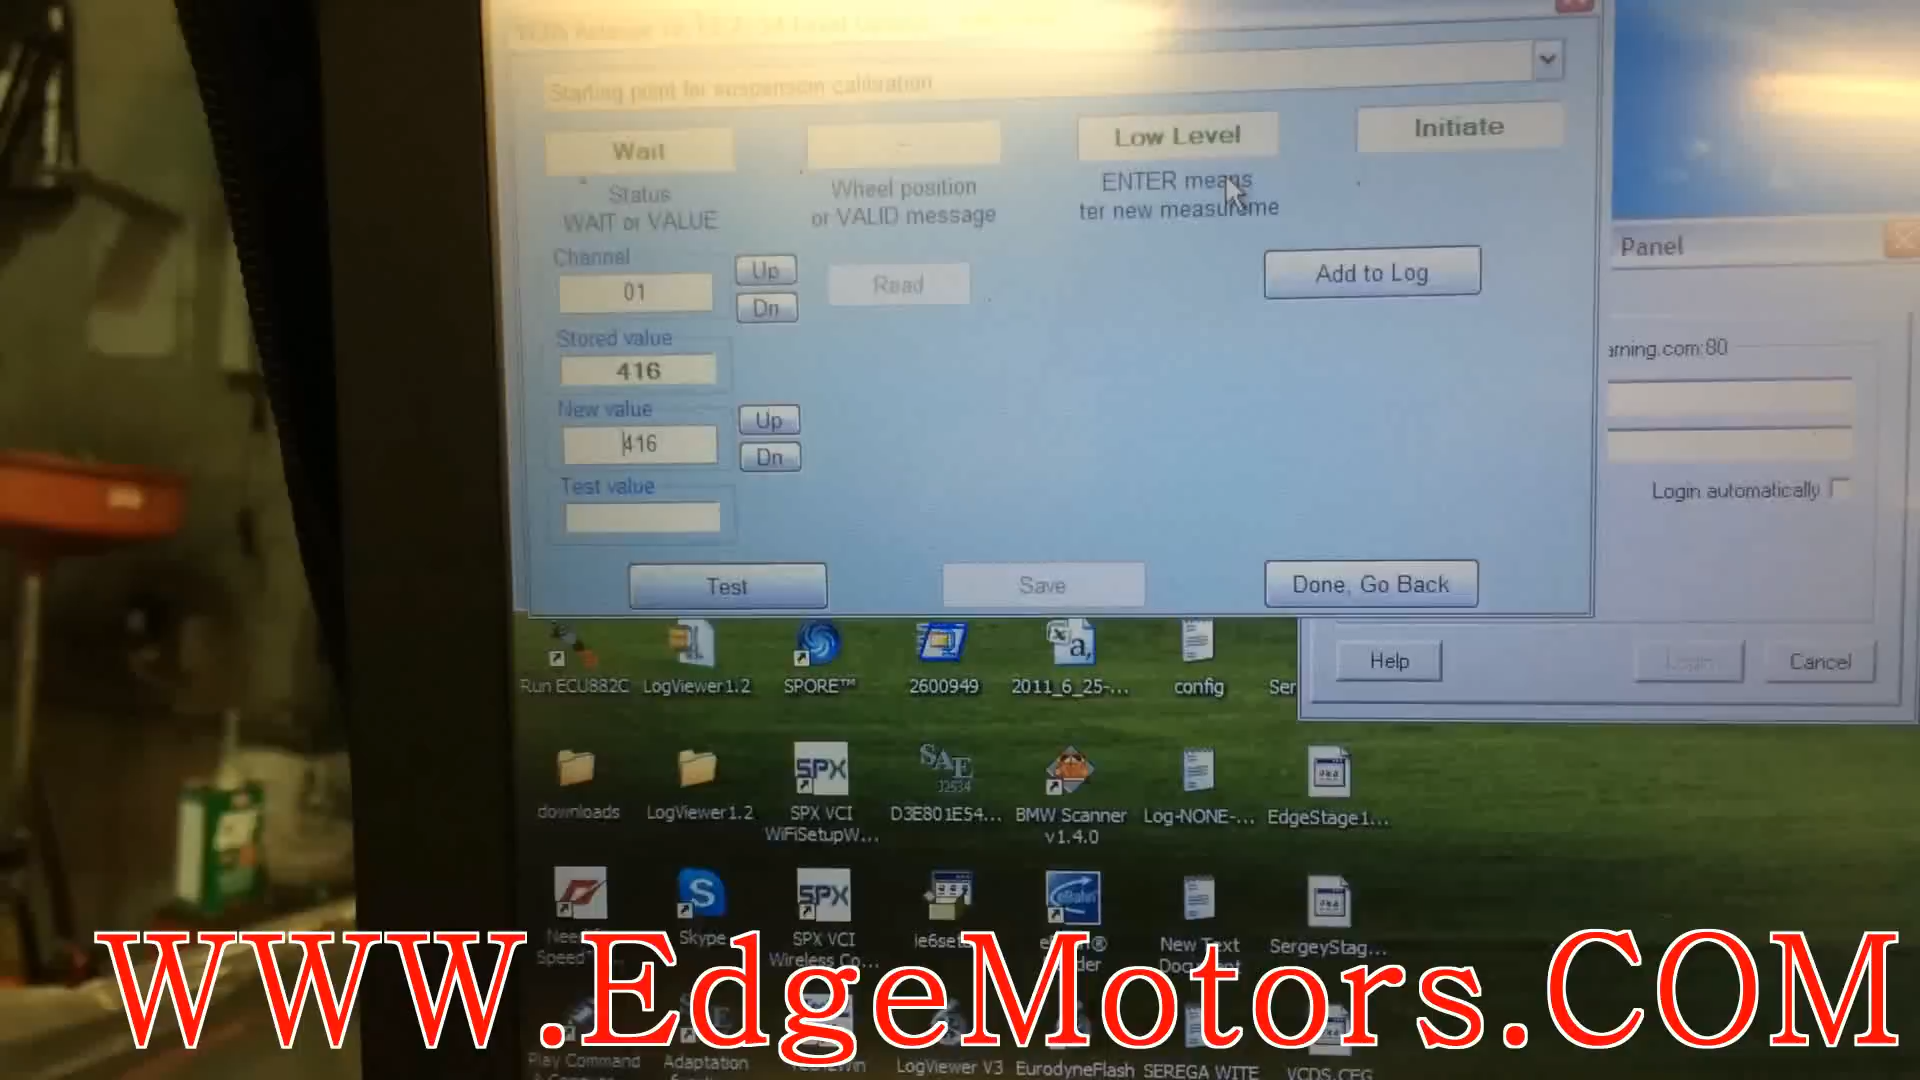 Starting point for suspension calibration
Wait
Low Level
Initiate
Status
WAIT or VALUE
Wheel position
or VALID message
ENTER means
ter new measureme
Channel
01
Up
Dn
Read
Add to Log
Stored value
416
New value
416
Up
Dn
Test value
Test
Save
Done, Go Back
Panel
arning.com:80
Login automatically
Help
Login
Cancel
Run ECU882C
LogViewer1.2
SPORE™
2600949
2011_6_25-...
config
Ser
downloads
LogViewer1.2
SPX VCI
WiFiSetupW...
D3E801E54...
BMW Scanner
v1.4.0
Log-NONE-...
EdgeStage1...
Speed
Skype
SPX VCI
Wireless Co...
New Text
SergeyStag...
WWW.EdgeMotors.COM
Play Command
Adaptation
LogViewer V3
EurodyneFlash
SEREGA WITE
VCDS.CFG